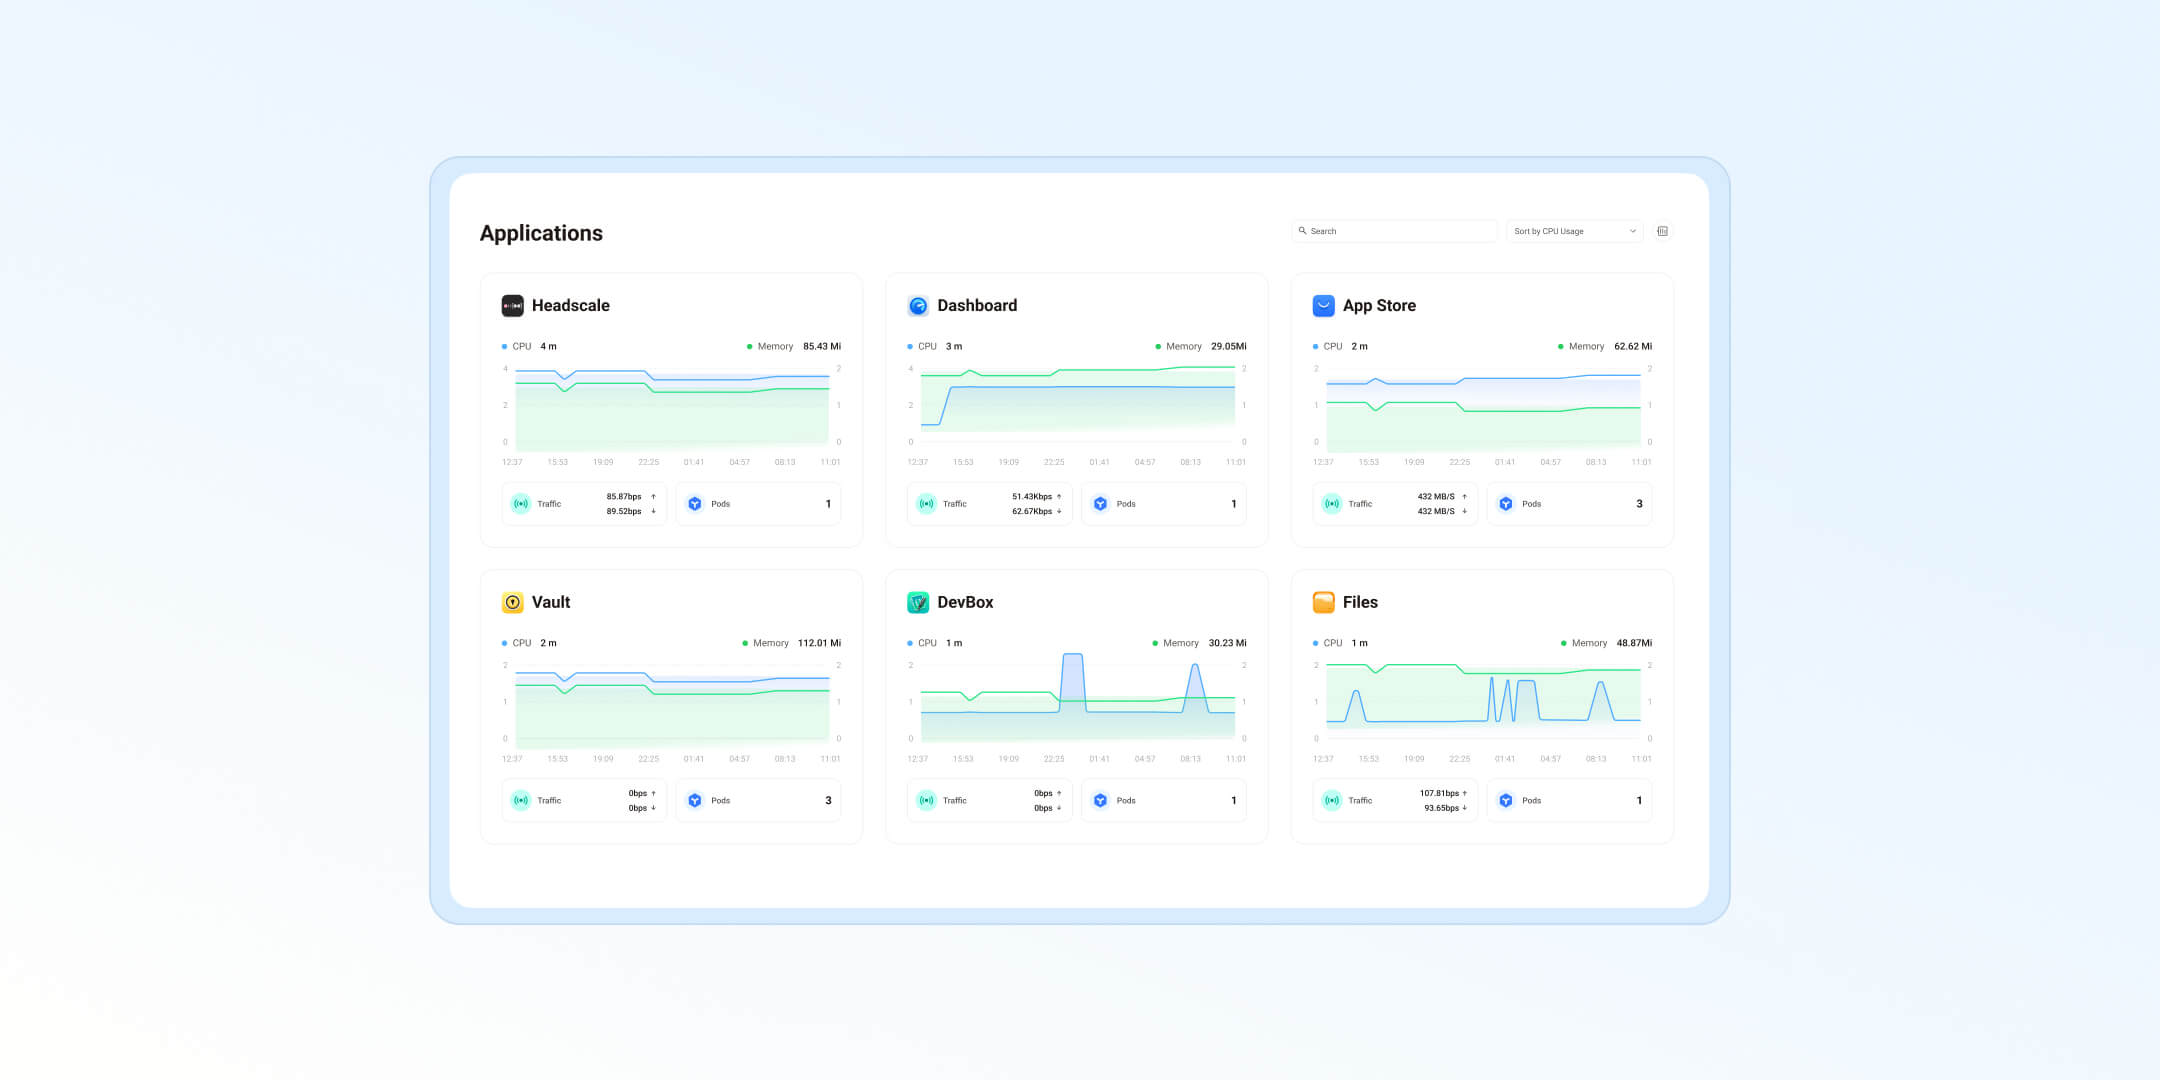 Applications
Search
Sort by CPU Usage
Headscale
CPU 4 m
Memory 85.43 Mi
4 2
2 1
0 0
12:37 15:53 19:09 22:25 01:41 04:57 08:13 11:01
Traffic
85.87bps ↑
89.52bps ↓
Pods 1
Dashboard
CPU 3 m
Memory 29.05Mi
4 2
2 1
0 0
12:37 15:53 19:09 22:25 01:41 04:57 08:13 11:01
Traffic
51.43Kbps ↑
62.67Kbps ↓
Pods 1
App Store
CPU 2 m
Memory 62.62 Mi
2 2
1 1
0 0
12:37 15:53 19:09 22:25 01:41 04:57 08:13 11:01
Traffic
432 MB/S ↑
432 MB/S ↓
Pods 3
Vault
CPU 2 m
Memory 112.01 Mi
2 2
1 1
0 0
12:37 15:53 19:09 22:25 01:41 04:57 08:13 11:01
Traffic
0bps ↑
0bps ↓
Pods 3
DevBox
CPU 1 m
Memory 30.23 Mi
2 2
1 1
0 0
12:37 15:53 19:09 22:25 01:41 04:57 08:13 11:01
Traffic
0bps ↑
0bps ↓
Pods 1
Files
CPU 1 m
Memory 48.87Mi
2 2
1 1
0 0
12:37 15:53 19:09 22:25 01:41 04:57 08:13 11:01
Traffic
107.81bps ↑
93.65bps ↓
Pods 1